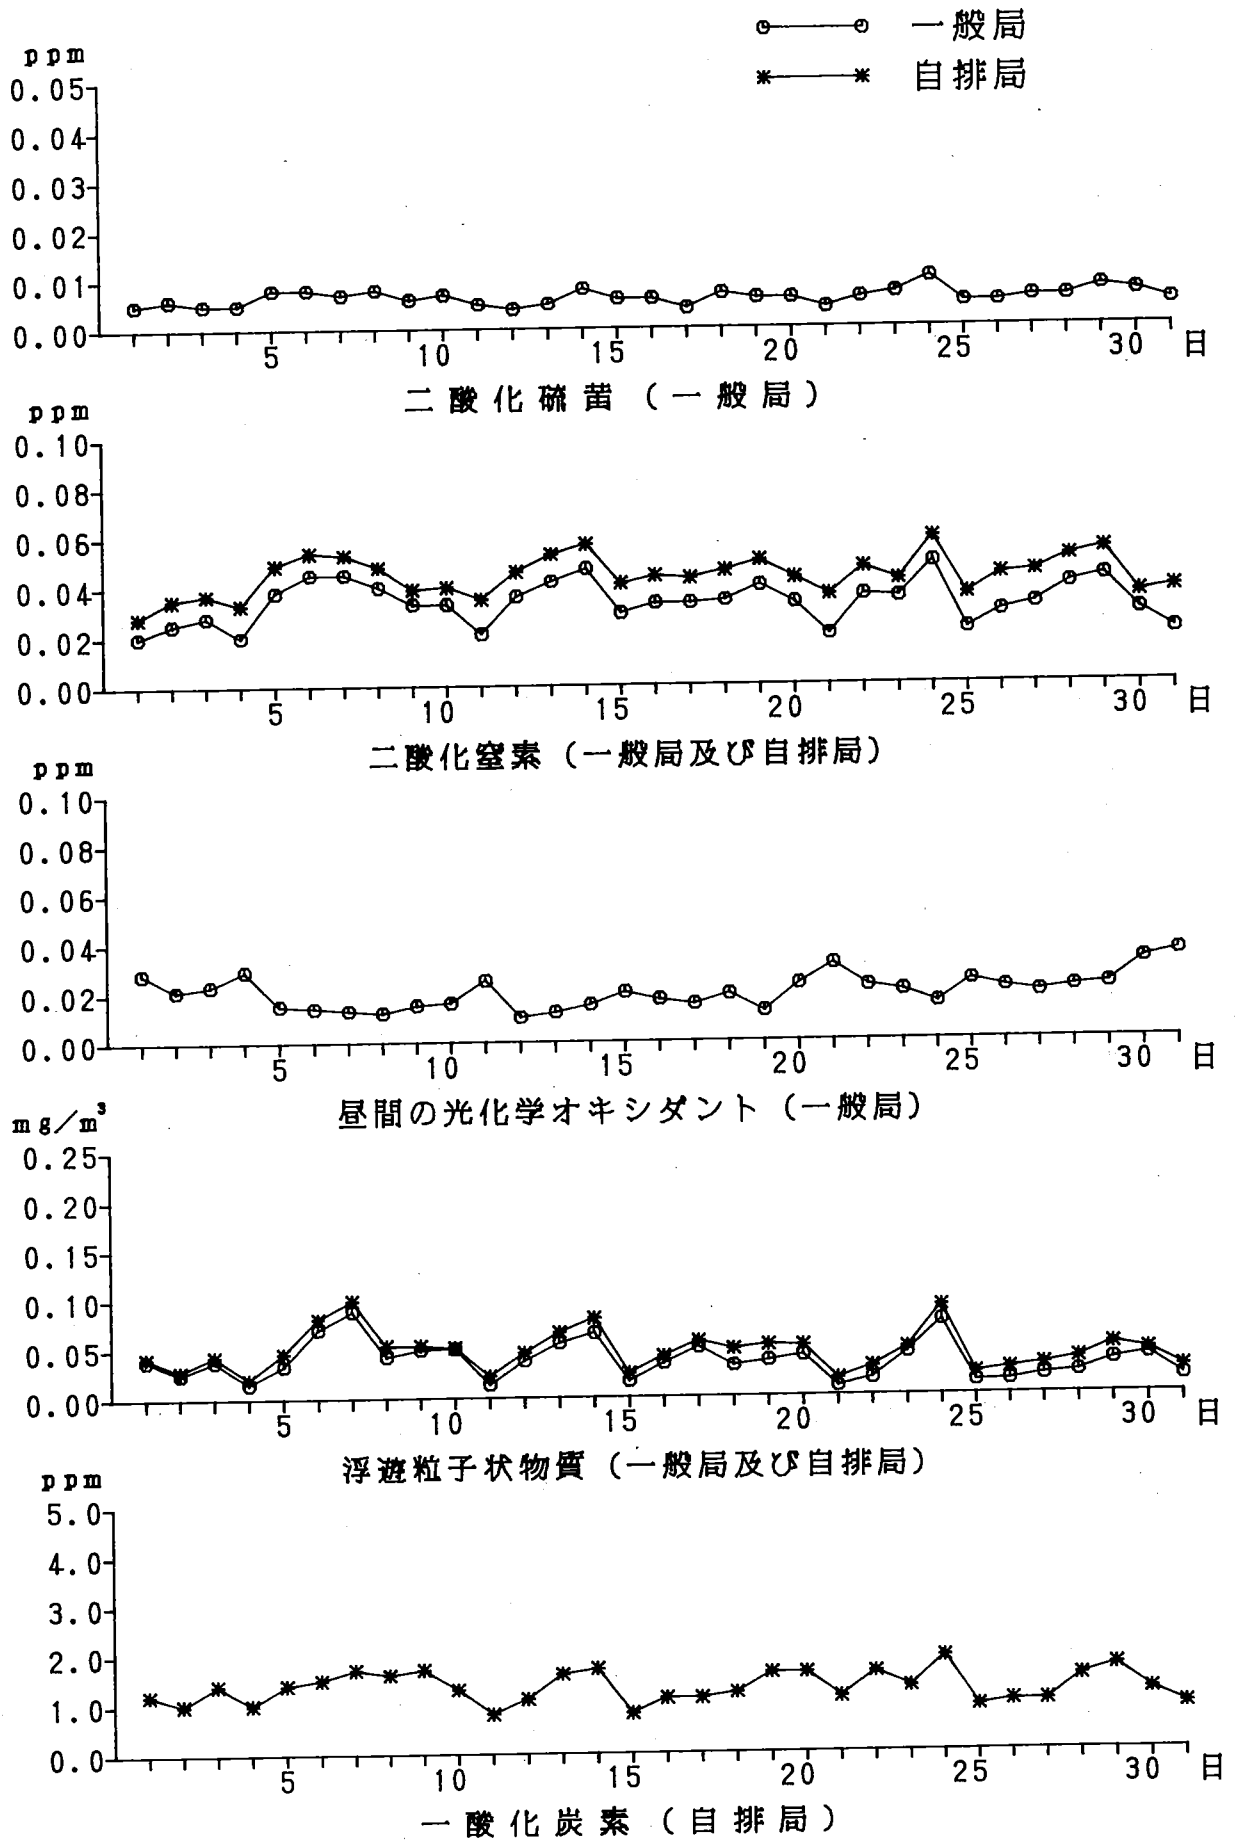 一般局
自排局
ppm
0.05
0.04
0.03
0.02
0.01
0.00
5 10 15 20 25 30 日
二酸化硫黄（一般局）
ppm
0.10
0.08
0.06
0.04
0.02
0.00
5 10 15 20 25 30 日
二酸化窒素（一般局及び自排局）
ppm
0.10
0.08
0.06
0.04
0.02
0.00
5 10 15 20 25 30 日
昼間の光化学オキシダント（一般局）
mg/m³
0.25
0.20
0.15
0.10
0.05
0.00
5 10 15 20 25 30 日
浮遊粒子状物質（一般局及び自排局）
ppm
5.0
4.0
3.0
2.0
1.0
0.0
5 10 15 20 25 30 日
一酸化炭素（自排局）